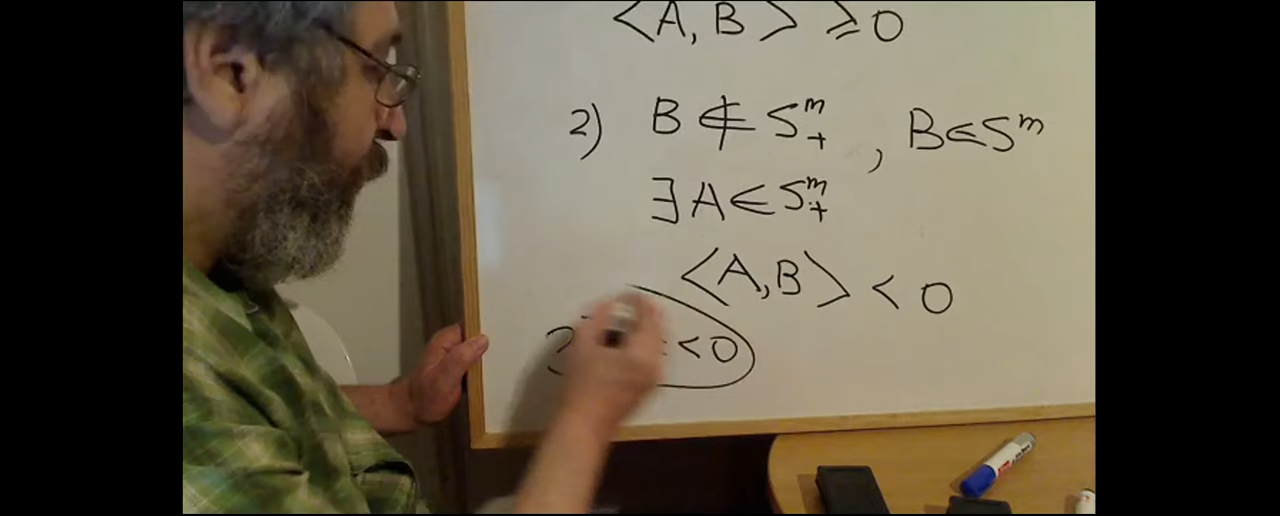 <A, B> ⩾ 0
2) B ∉ S₊ᵐ , B ∈ Sᵐ
∃ A ∈ S₊ᵐ
<A, B> < 0
< 0